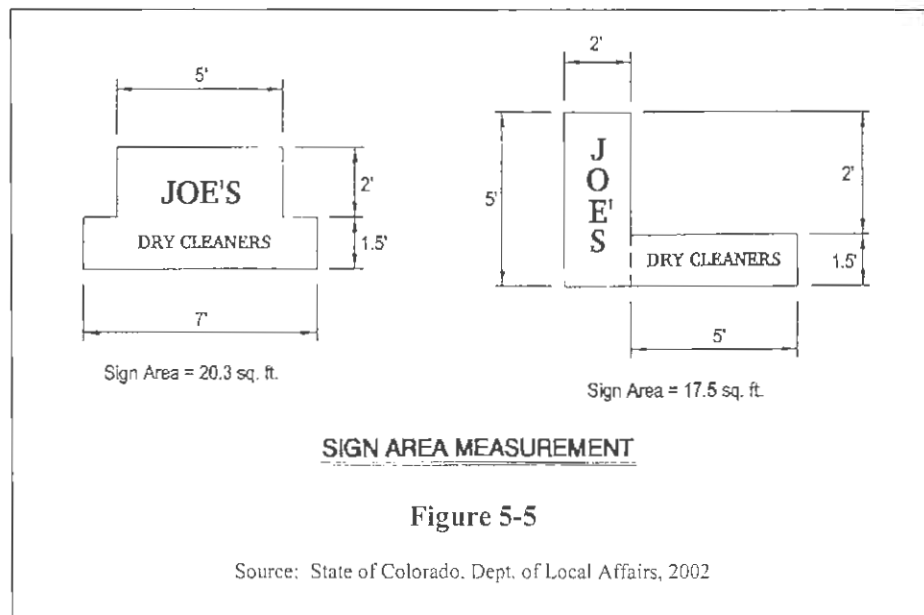 5'
JOE'S
DRY CLEANERS
2'
1.5'
7'
Sign Area = 20.3 sq. ft.
2'
5'
J
O
E'
S
DRY CLEANERS
2'
1.5'
5'
Sign Area = 17.5 sq. ft.
SIGN AREA MEASUREMENT
Figure 5-5
Source: State of Colorado. Dept. of Local Affairs, 2002